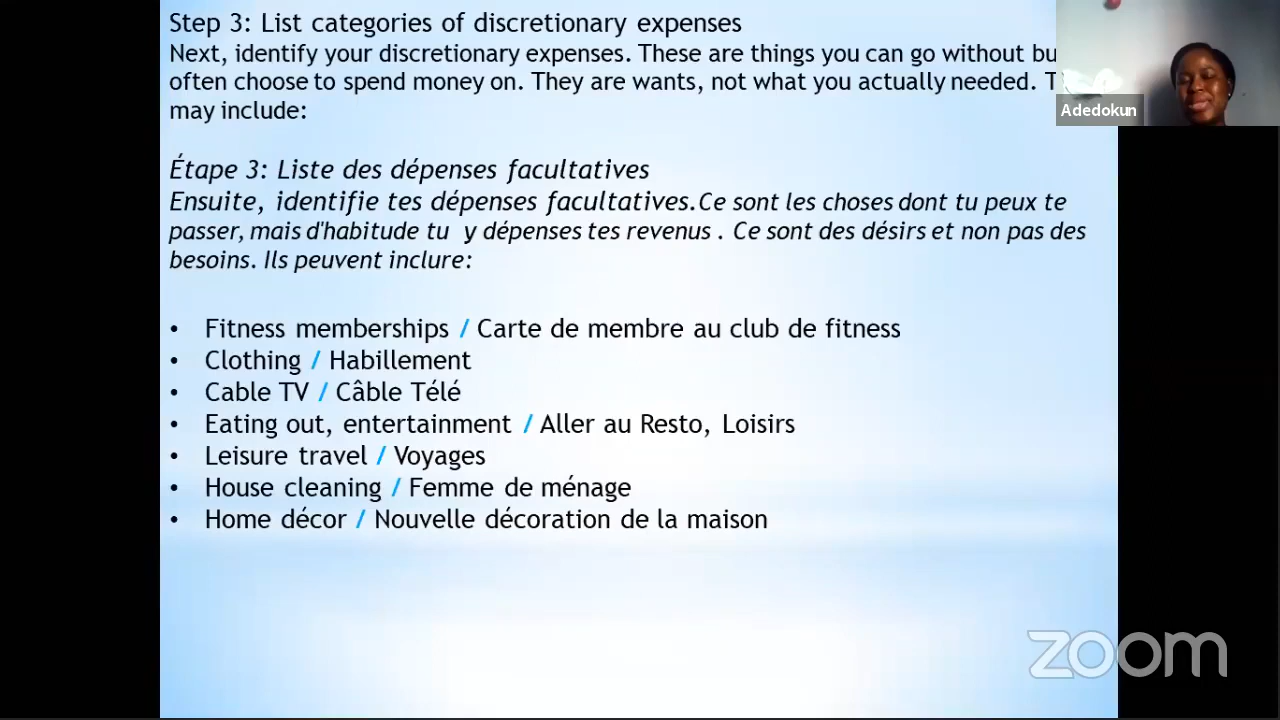 Step 3: List categories of discretionary expenses
Next, identify your discretionary expenses. These are things you can go without
often choose to spend money on. They are wants, not what you actually needed.
may include:
Étape 3: Liste des dépenses facultatives
Ensuite, identifie tes dépenses facultatives.Ce sont les choses dont tu peux te
passer, mais d'habitude tu y dépenses tes revenus . Ce sont des désirs et non pas des
besoins. Ils peuvent inclure:
• Fitness memberships / Carte de membre au club de fitness
• Clothing / Habillement
• Cable TV / Câble Télé
• Eating out, entertainment / Aller au Resto, Loisirs
• Leisure travel / Voyages
• House cleaning / Femme de ménage
• Home décor / Nouvelle décoration de la maison
Adedokun
zoom